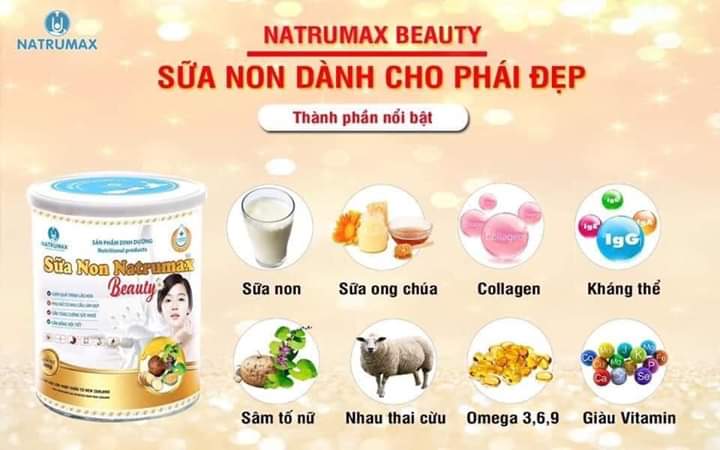 NATRUMAX
NATRUMAX BEAUTY
SỮA NON DÀNH CHO PHÁI ĐẸP
Thành phần nổi bật
NATRUMAX
SẢN PHẨM DINH DƯỠNG
Nutritional products
Sữa Non Natrumax
Beauty
Sữa non
Sữa ong chúa
Collagen
Collagen
IgG
Kháng thể
Sâm tố nữ
Nhau thai cừu
Omega 3,6,9
Giàu Vitamin